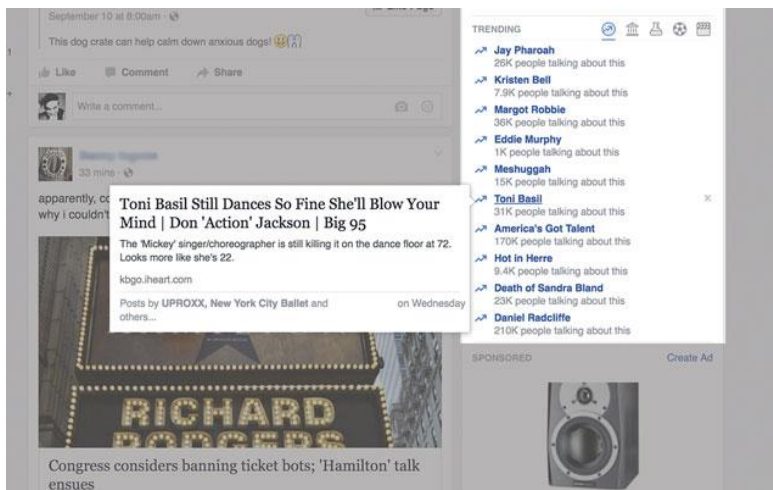 September 10 at 8:00am ·
This dog crate can help calm down anxious dogs!
Like Comment Share
Write a comment...
33 mins ·
apparently, co
why i couldn't
Toni Basil Still Dances So Fine She'll Blow Your
Mind | Don 'Action' Jackson | Big 95
The 'Mickey' singer/choreographer is still killing it on the dance floor at 72.
Looks more like she's 22.
kbgo.iheart.com
Posts by UPROXX, New York City Ballet and
others...
on Wednesday
RICHARD
RODGERS
Congress considers banning ticket bots; 'Hamilton' talk
ensues
TRENDING
Jay Pharoah
26K people talking about this
Kristen Bell
7.9K people talking about this
Margot Robbie
36K people talking about this
Eddie Murphy
1K people talking about this
Meshuggah
15K people talking about this
Toni Basil
31K people talking about this
America's Got Talent
170K people talking about this
Hot in Herre
9.4K people talking about this
Death of Sandra Bland
23K people talking about this
Daniel Radcliffe
210K people talking about this
SPONSORED Create Ad